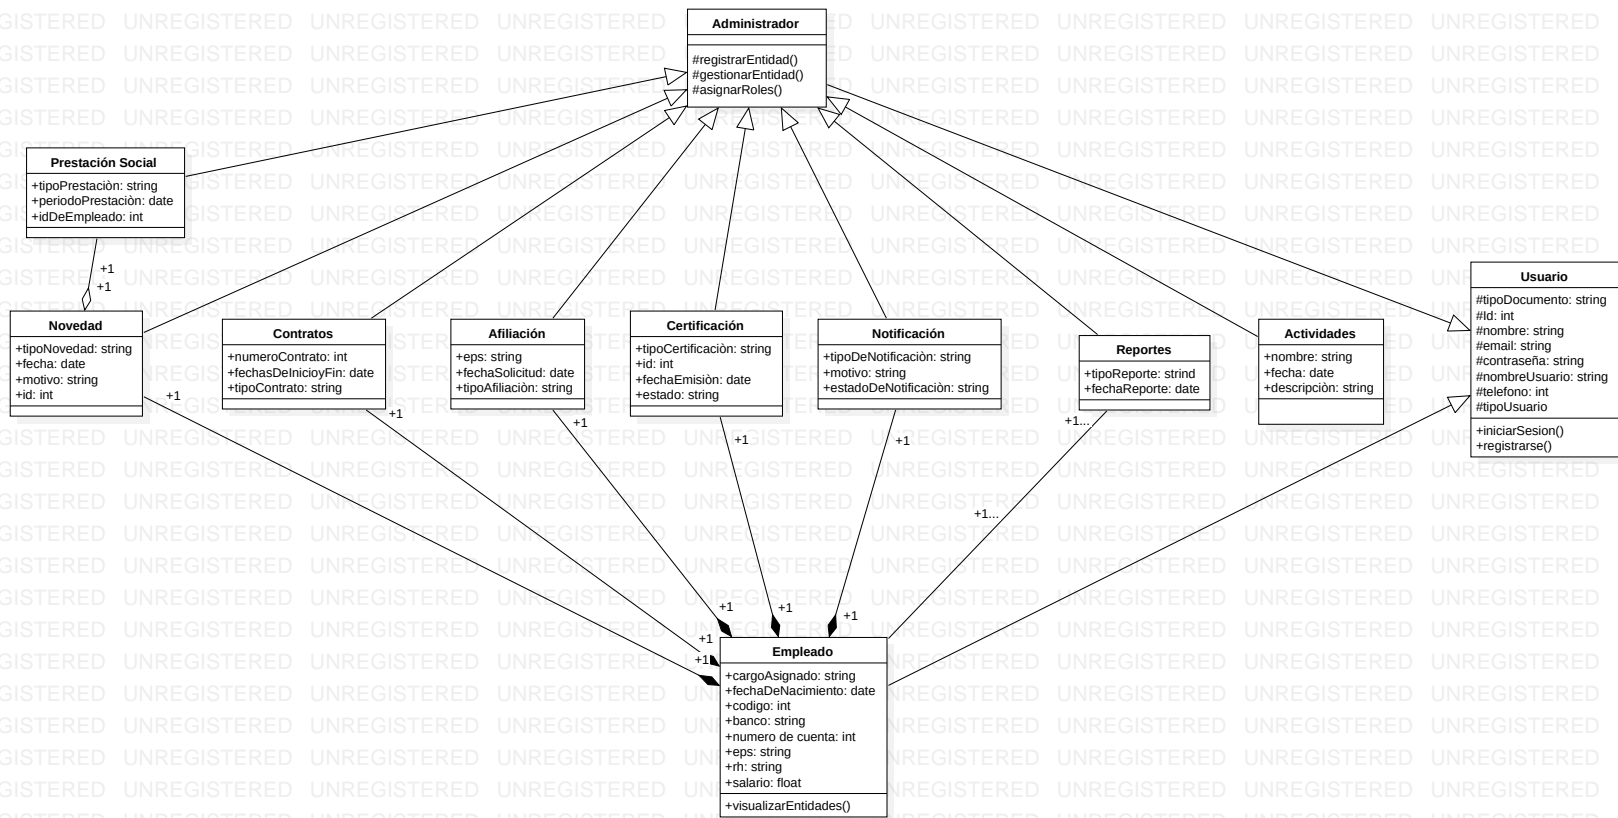 Administrador
#registrarEntidad()
#gestionarEntidad()
#asignarRoles()
Prestación Social
+tipoPrestaciòn: string
+periodoPrestaciòn: date
+idDeEmpleado: int
+1
+1
Novedad
+tipoNovedad: string
+fecha: date
+motivo: string
+id: int
Contratos
+numeroContrato: int
+fechasDeInicioyFin: date
+tipoContrato: string
Afiliación
+eps: string
+fechaSolicitud: date
+tipoAfiliaciòn: string
Certificación
+tipoCertificaciòn: string
+id: int
+fechaEmisiòn: date
+estado: string
Notificación
+tipoDeNotificaciòn: string
+motivo: string
+estadoDeNotificaciòn: string
Reportes
+tipoReporte: strind
+fechaReporte: date
Actividades
+nombre: string
+fecha: date
+descripciòn: string
Usuario
#tipoDocumento: string
#Id: int
#nombre: string
#email: string
#contraseña: string
#nombreUsuario: string
#telefono: int
#tipoUsuario
+iniciarSesion()
+registrarse()
+1
+1
+1
+1
+1
+1...
+1...
+1
+1
+1
+1
+1
Empleado
+cargoAsignado: string
+fechaDeNacimiento: date
+codigo: int
+banco: string
+numero de cuenta: int
+eps: string
+rh: string
+salario: float
+visualizarEntidades()
UNREGISTERED